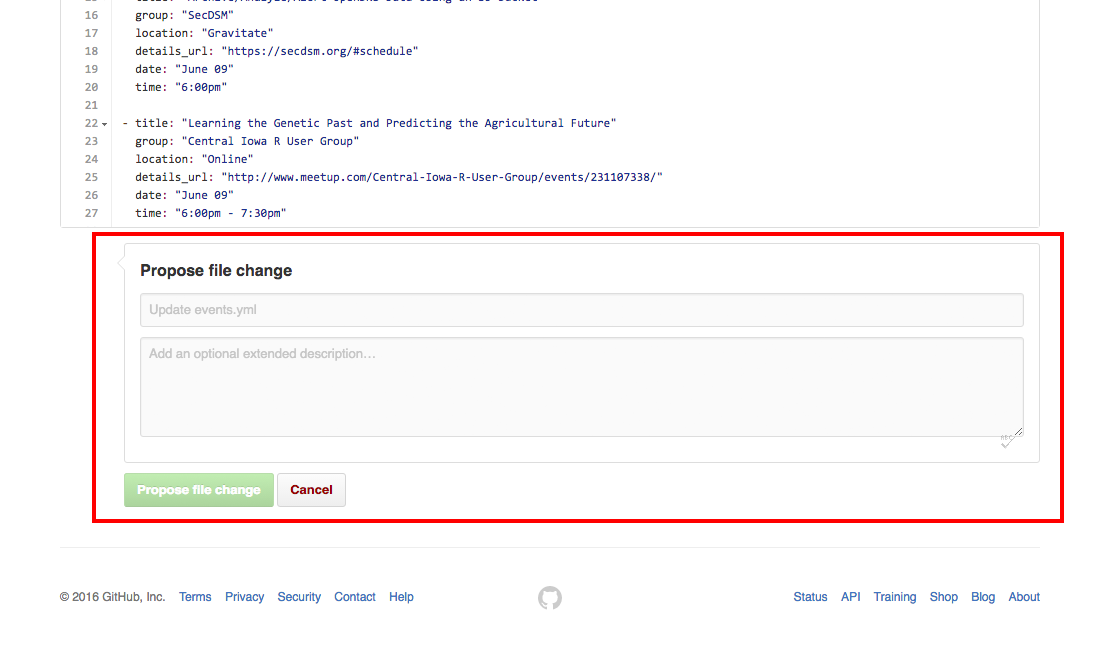 16 group: "SecDSM"
17 location: "Gravitate"
18 details_url: "https://secdsm.org/#schedule"
19 date: "June 09"
20 time: "6:00pm"
21
22 - title: "Learning the Genetic Past and Predicting the Agricultural Future"
23 group: "Central Iowa R User Group"
24 location: "Online"
25 details_url: "http://www.meetup.com/Central-Iowa-R-User-Group/events/231107338/"
26 date: "June 09"
27 time: "6:00pm - 7:30pm"
Propose file change
Update events.yml
Add an optional extended description…
ABC
Propose file change Cancel
© 2016 GitHub, Inc. Terms Privacy Security Contact Help Status API Training Shop Blog About